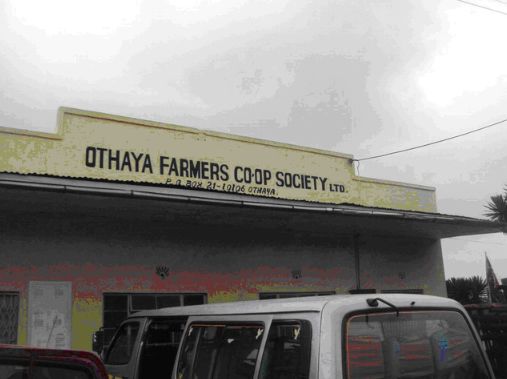 OTHAYA FARMERS CO-OP SOCIETY LTD.
P.O. BOX 21-10106 OTHAYA.